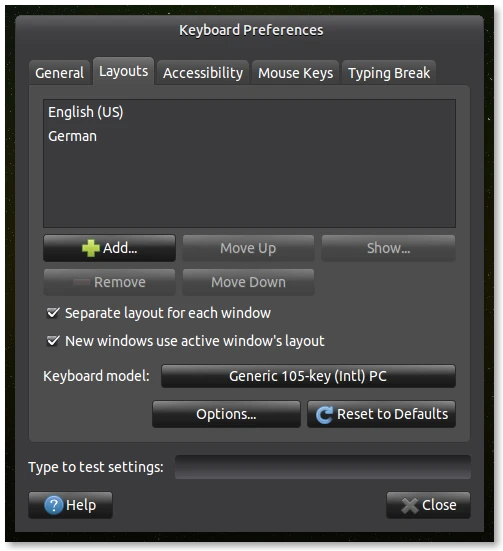 Keyboard Preferences
General Layouts Accessibility Mouse Keys Typing Break
English (US)
German
Add... Move Up Show...
Remove Move Down
Separate layout for each window
New windows use active window's layout
Keyboard model: Generic 105-key (Intl) PC
Options... Reset to Defaults
Type to test settings:
Help Close